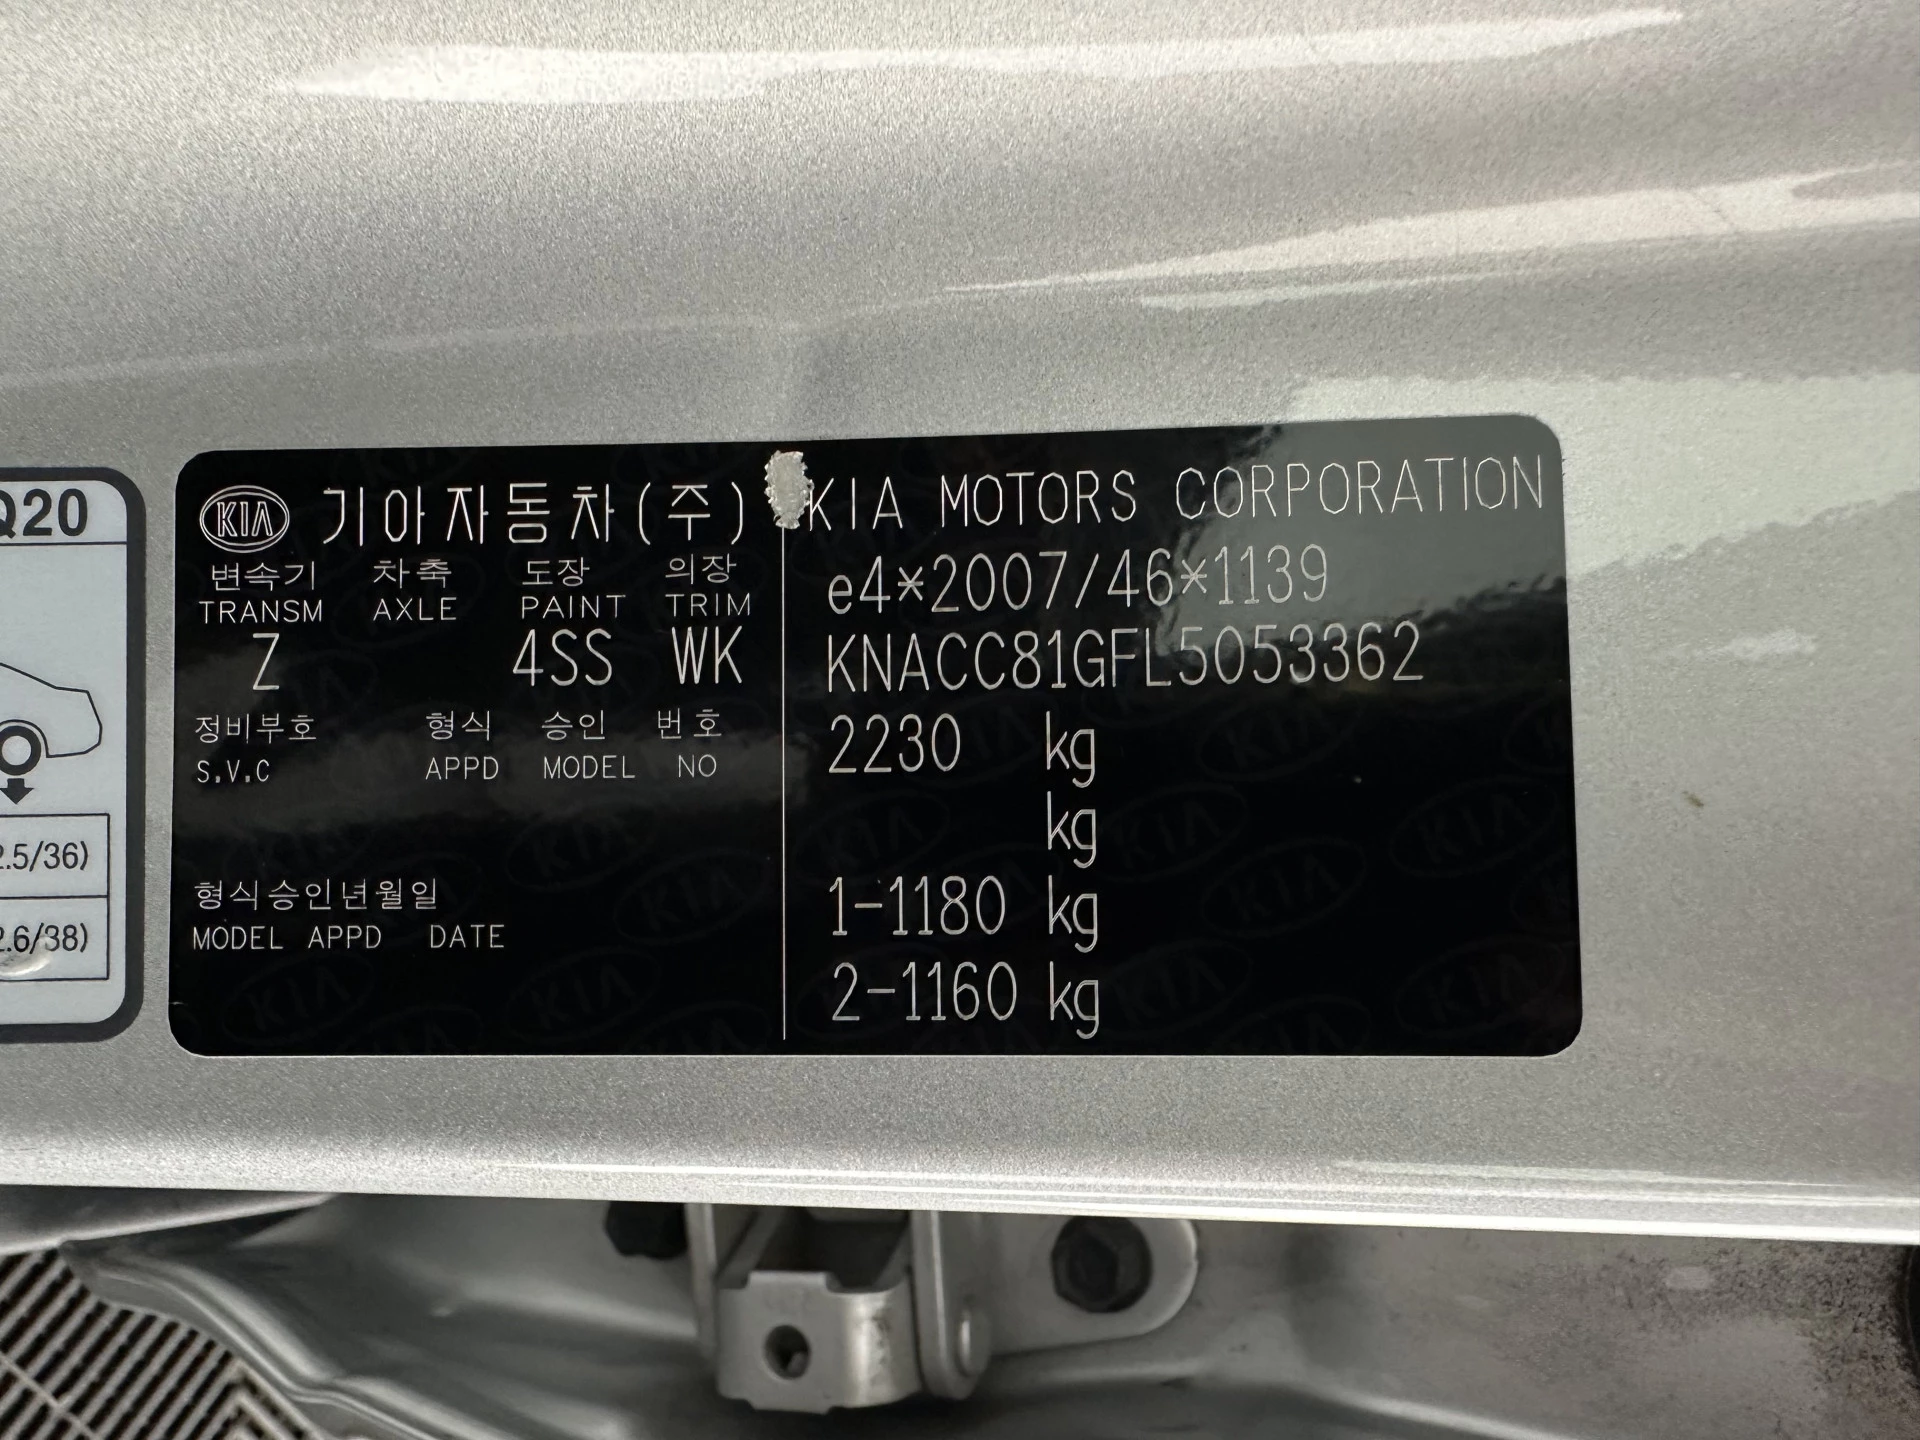 Q20
2.5/36)
2.6/38)
KIA 기아자동차(주) KIA MOTORS CORPORATION
변속기 차축 도장 의장
TRANSM AXLE PAINT TRIM
Z 4SS WK
정비부호 형식 승인 번호
S.V.C APPD MODEL NO
형식승인년월일
MODEL APPD DATE
e4*2007/46*1139
KNACC81GFL5053362
2230 kg
kg
1-1180 kg
2-1160 kg